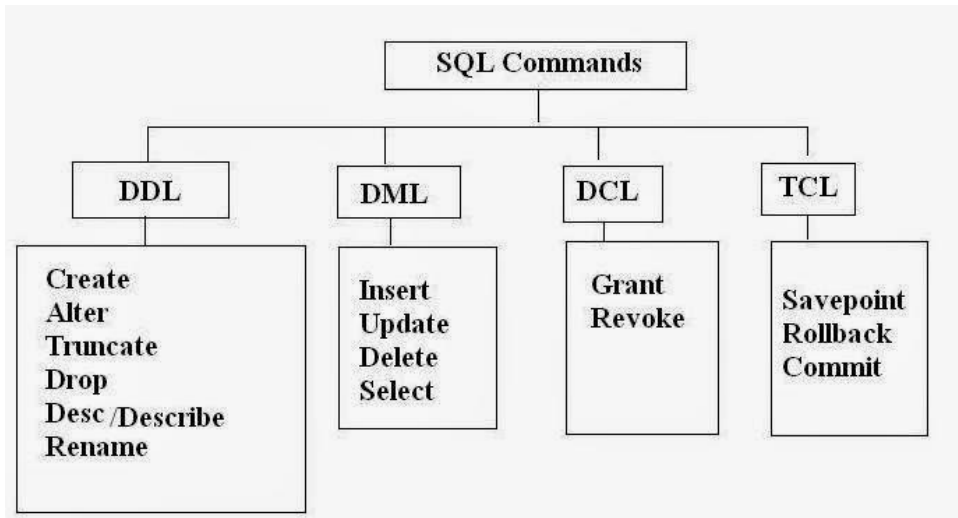 SQL Commands
DDL
DML
DCL
TCL
Create
Alter
Truncate
Drop
Desc /Describe
Rename
Insert
Update
Delete
Select
Grant
Revoke
Savepoint
Rollback
Commit